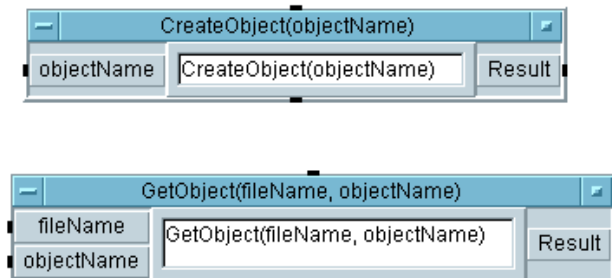 CreateObject(objectName)
objectName CreateObject(objectName) Result
GetObject(fileName, objectName)
fileName
GetObject(fileName, objectName)
Result
objectName